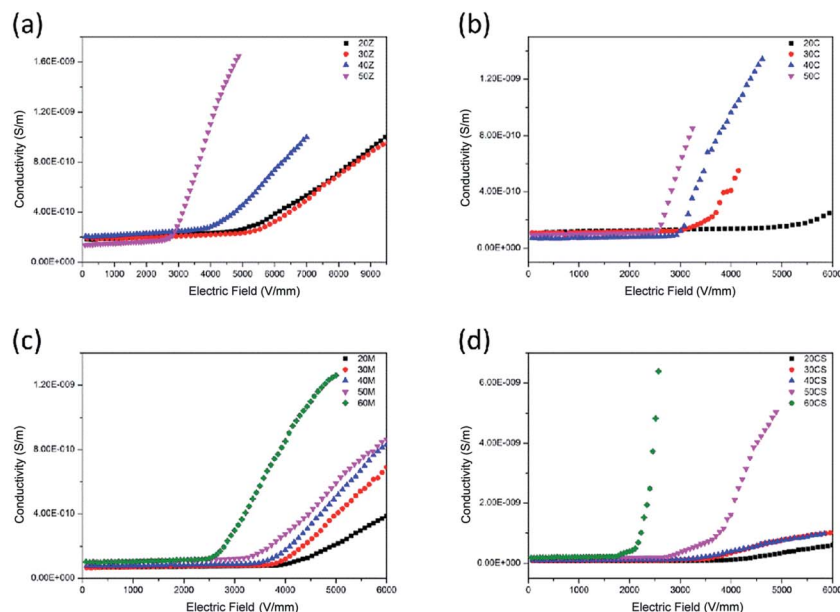 (a)
20Z
30Z
40Z
50Z
1.60E-009
1.20E-009
8.00E-010
4.00E-010
0.00E+000
0 1000 2000 3000 4000 5000 6000 7000 8000 9000
Electric Field (V/mm)
Conductivity (S/m)
(b)
20C
30C
40C
50C
1.20E-009
8.00E-010
4.00E-010
0.00E+000
0 1000 2000 3000 4000 5000 6000
Electric Field (V/mm)
Conductivity (S/m)
(c)
20M
30M
40M
50M
60M
1.20E-009
8.00E-010
4.00E-010
0.00E+000
0 1000 2000 3000 4000 5000 6000
Electric Field (V/mm)
Conductivity (S/m)
(d)
20CS
30CS
40CS
50CS
60CS
6.00E-009
4.00E-009
2.00E-009
0.00E+000
0 1000 2000 3000 4000 5000 6000
Electric Field (V/mm)
Conductivity (S/m)